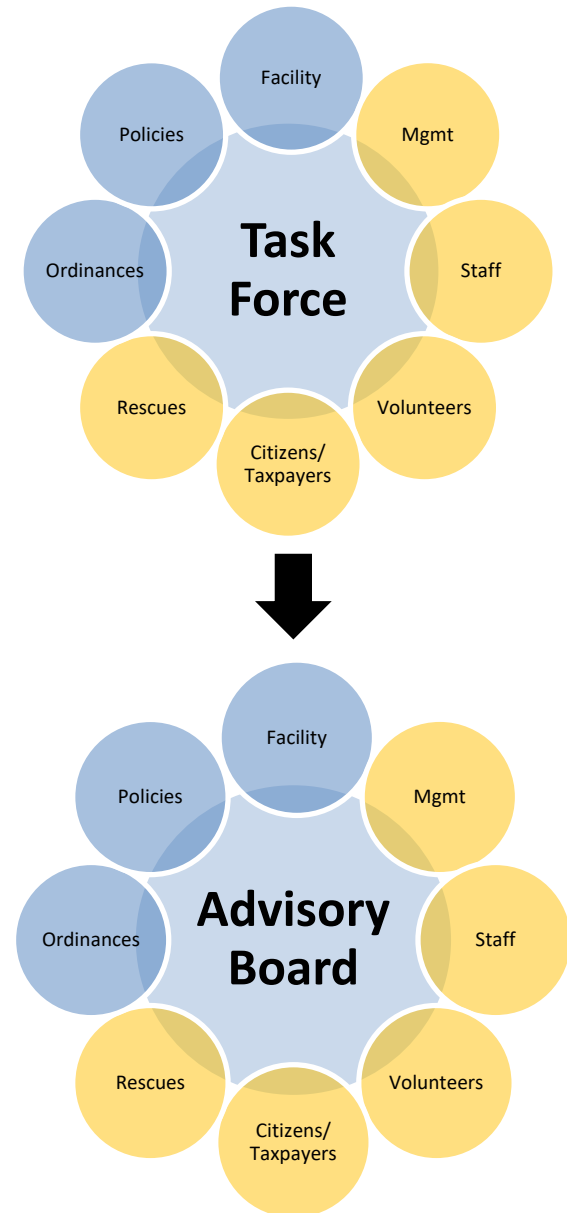 Facility
Policies
Mgmt
Task
Force
Ordinances
Staff
Rescues
Volunteers
Citizens/
Taxpayers
Facility
Policies
Mgmt
Advisory
Board
Ordinances
Staff
Rescues
Volunteers
Citizens/
Taxpayers